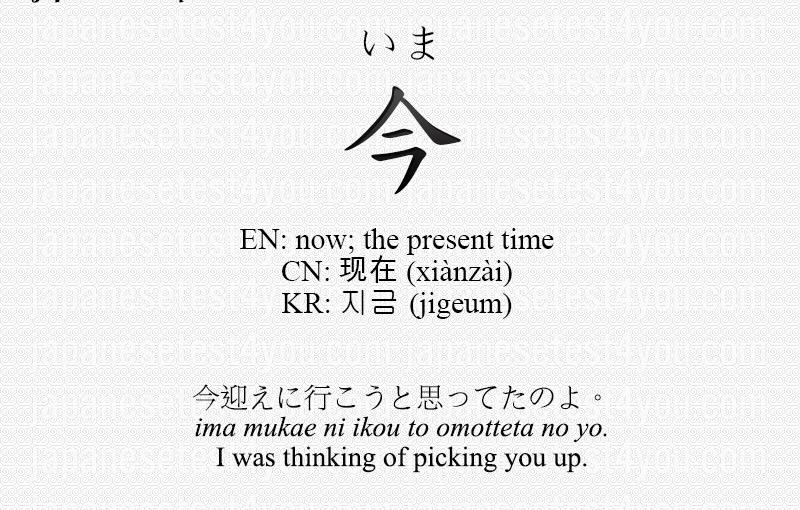 いま
今
EN: now; the present time
CN: 现在 (xiànzài)
KR: 지금 (jigeum)
今迎えに行こうと思ってたのよ。
ima mukae ni ikou to omotteta no yo.
I was thinking of picking you up.
japanesetest4you.com